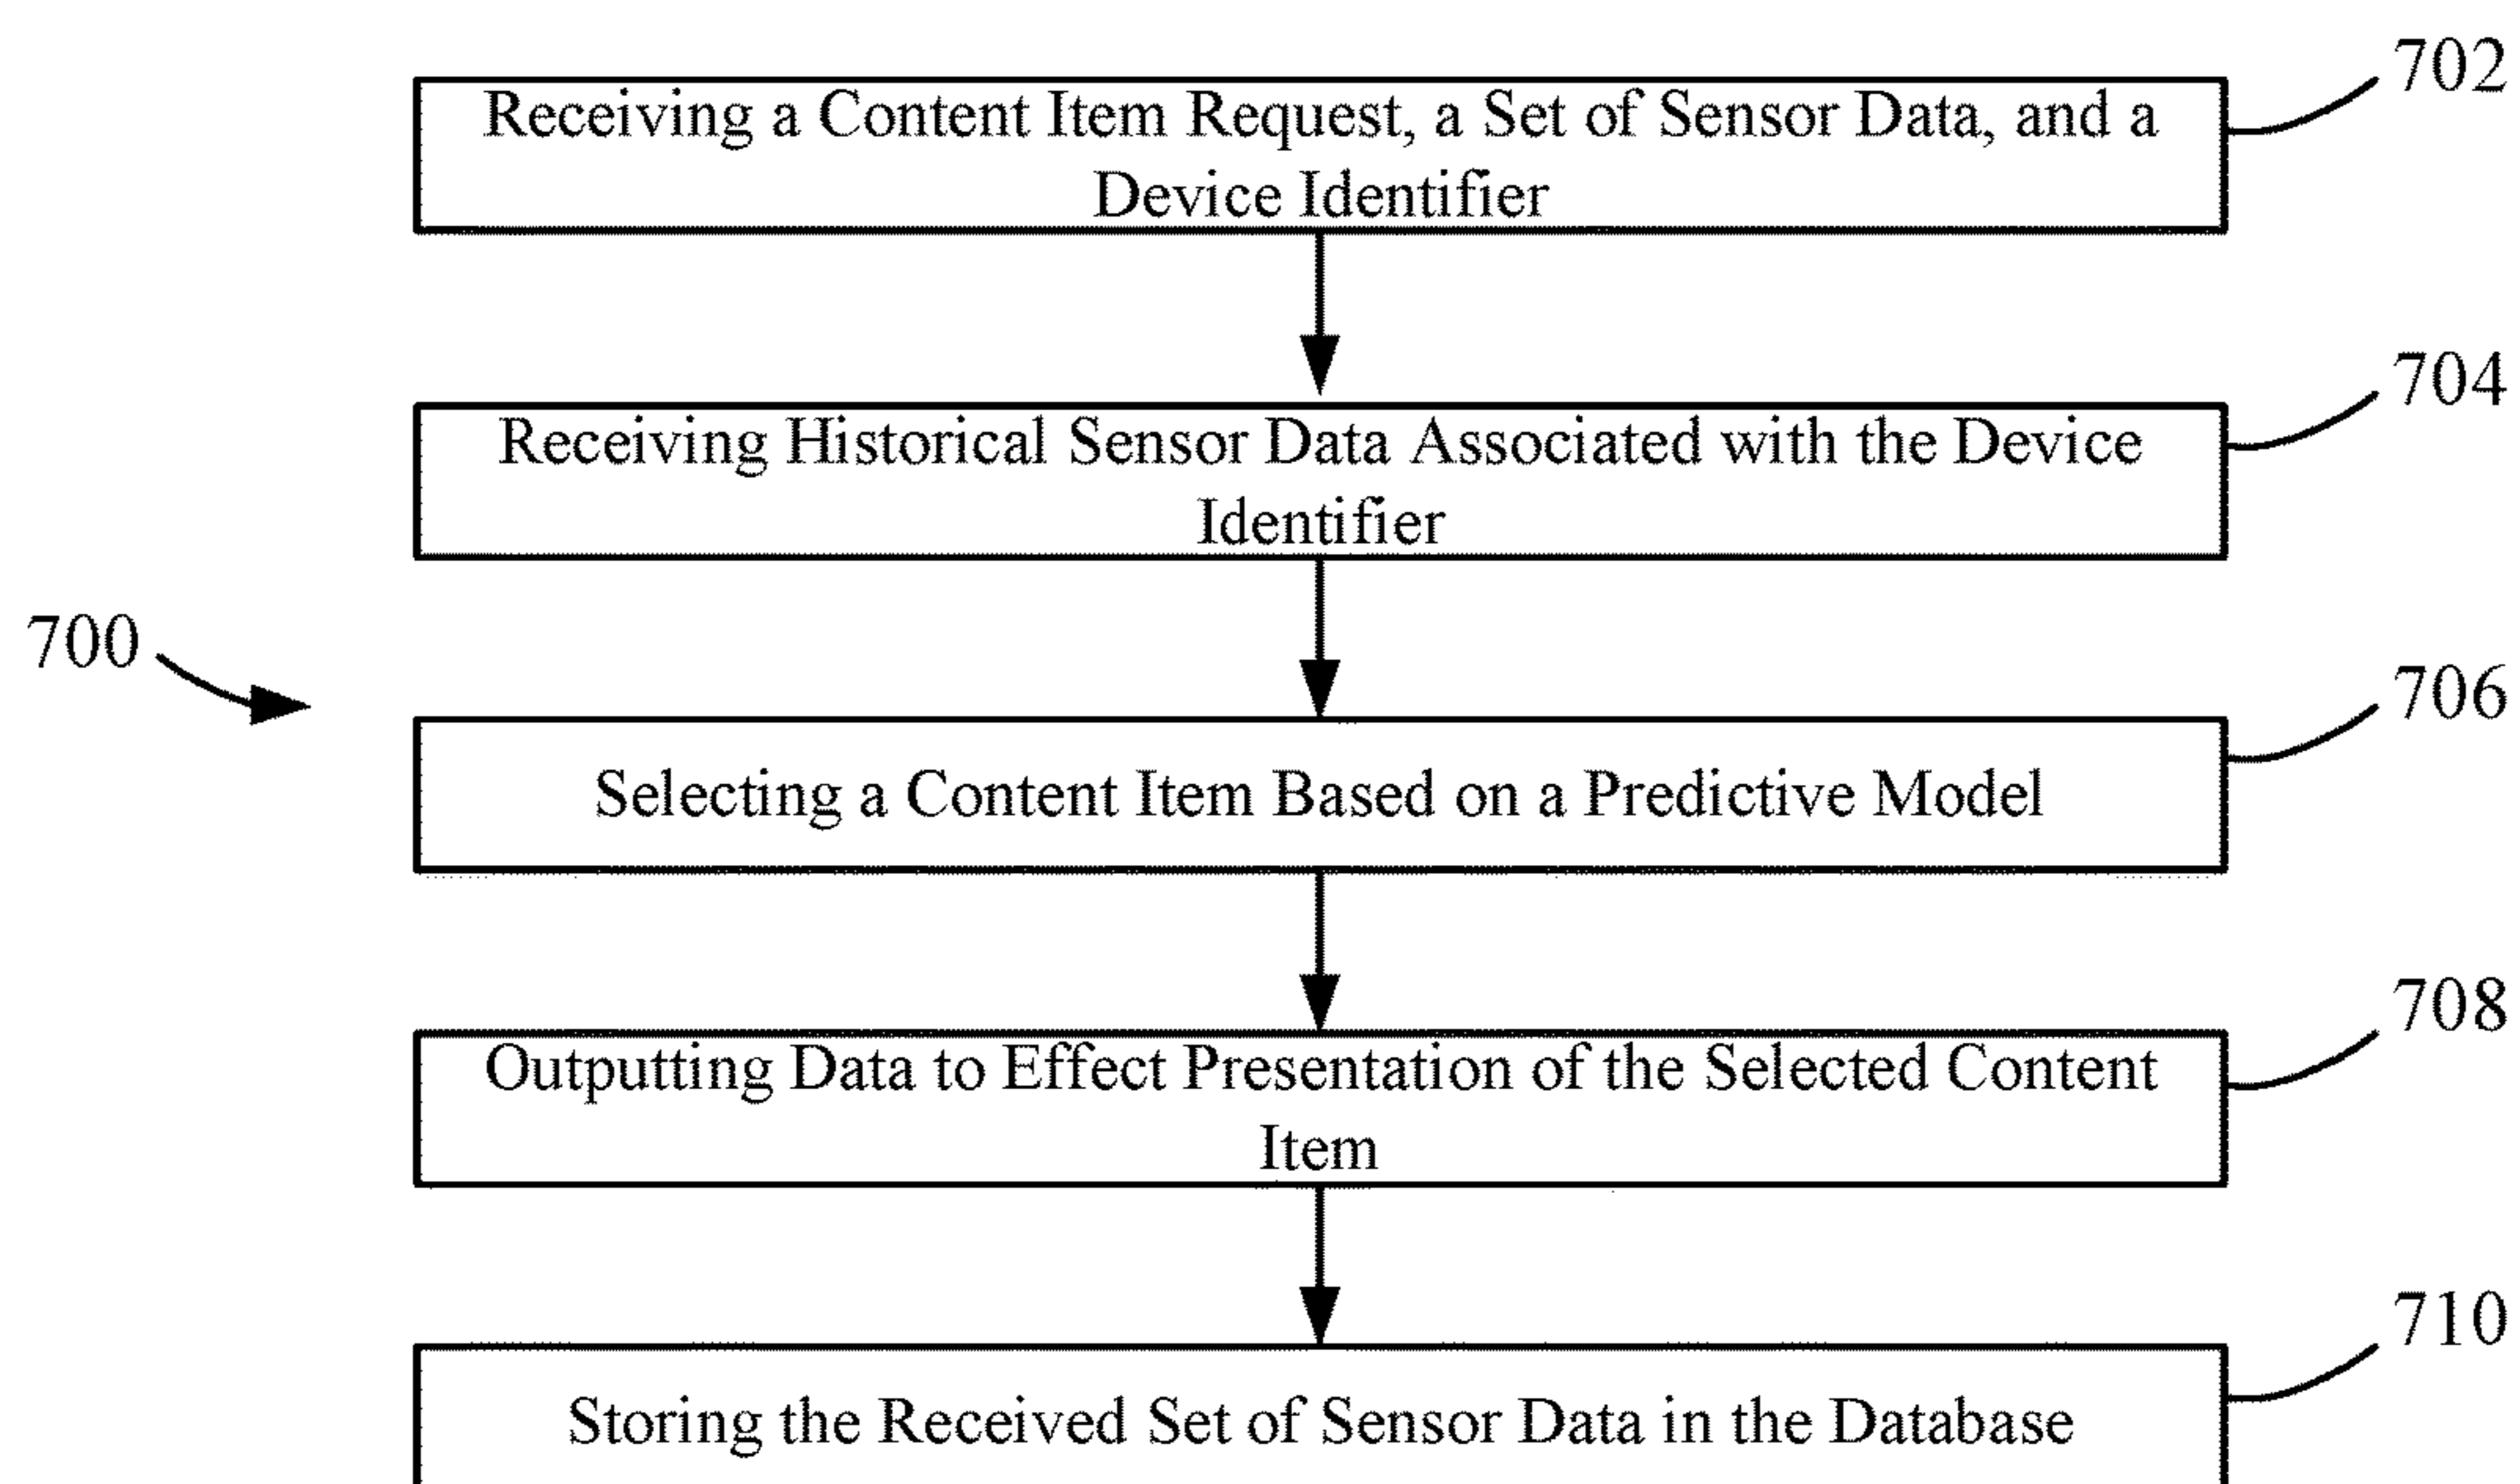 702
Receiving a Content Item Request, a Set of Sensor Data, and a
Device Identifier
704
Receiving Historical Sensor Data Associated with the Device
Identifier
700
706
Selecting a Content Item Based on a Predictive Model
708
Outputting Data to Effect Presentation of the Selected Content
Item
710
Storing the Received Set of Sensor Data in the Database